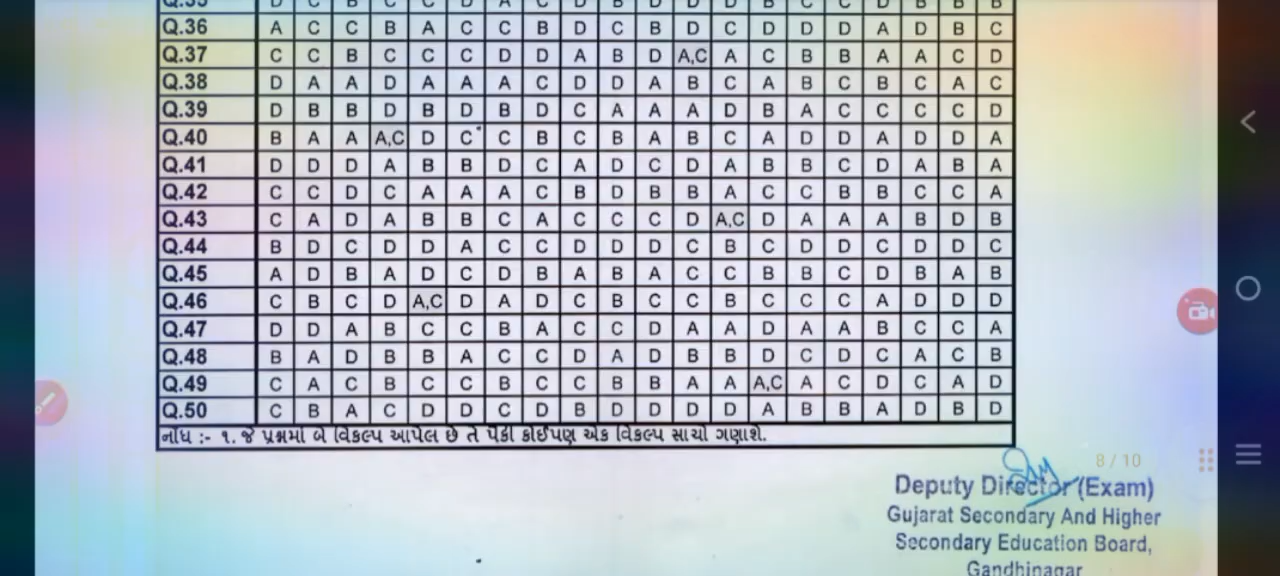 Q.36 A C C B A C C B D C B D C D D D A D B C
Q.37 C C B C C C D D A B D A,C A C B B A A C D
Q.38 D A A D A A A C D D A B C A B C B C A C
Q.39 D B B D B D B D C A A A D B A C C C C D
Q.40 B A A A,C D C C B C B A B C A D D A D D A
Q.41 D D D A B B D C A D C D A B B C D A B A
Q.42 C C D C A A A C B D B B A C C B B C C A
Q.43 C A D A B B C A C C C D A,C D A A A B D B
Q.44 B D C D D A C C D D D C B C D D C D D C
Q.45 A D B A D C D B A B A C C B B C D B A B
Q.46 C B C D A,C D A D C B C C B C C C A D D D
Q.47 D D A B C C B A C C D A A D A A B C C A
Q.48 B A D B B A C C D A D B B D C D C A C B
Q.49 C A C B C C B C C B B A A A,C A C D C A D
Q.50 C B A C D D C D B D D D D A B B A D B D
નોંધ :- ૧. જે પ્રશ્નમાં બે વિકલ્પ આપેલ છે તે પૈકી કોઈપણ એક વિકલ્પ સાચો ગણાશે.
8 / 10
Deputy Director (Exam)
Gujarat Secondary And Higher
Secondary Education Board,
Gandhinagar